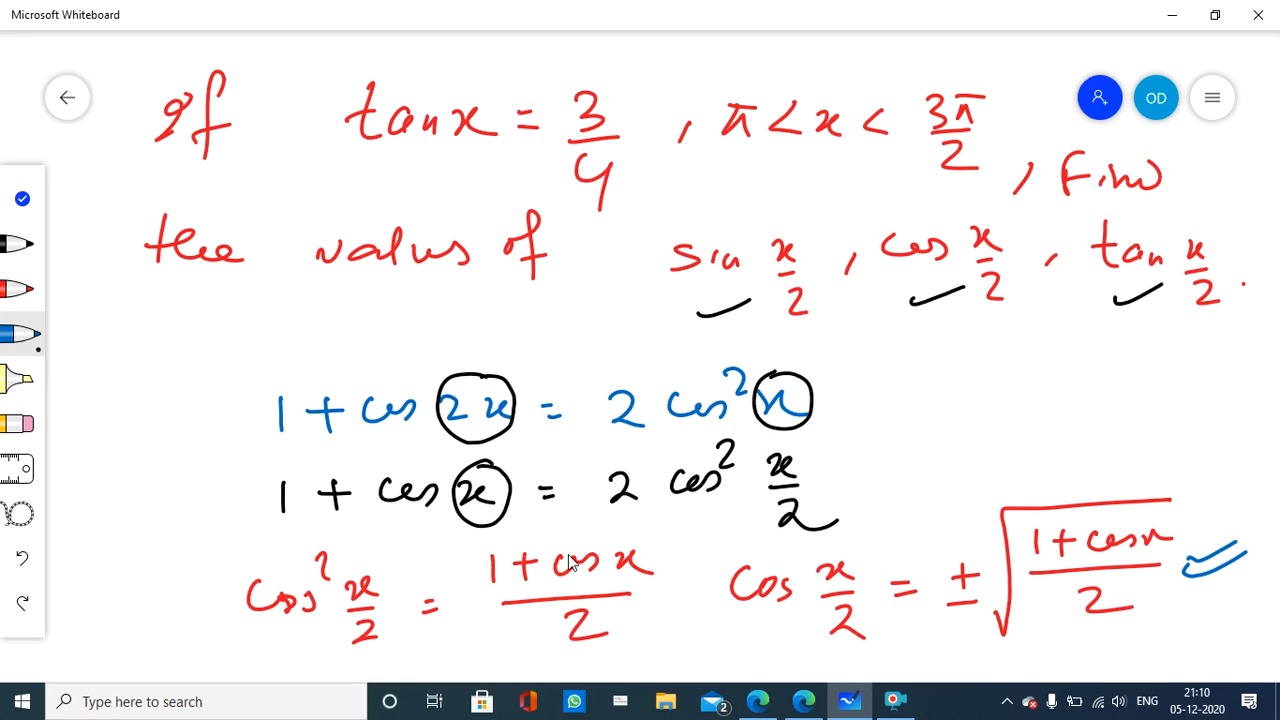 Microsoft Whiteboard
If tan x = 3/4 , π < x < 3π/2 , Find
OD
the value of sin x/2 , cos x/2 , tan x/2 .
1 + cos 2x = 2 cos² x
1 + cos x = 2 cos² x/2
cos² x/2 = (1 + cos x)/2 cos x/2 = ± √((1 + cos x)/2)
Type here to search
2
ENG
21:10
05-12-2020